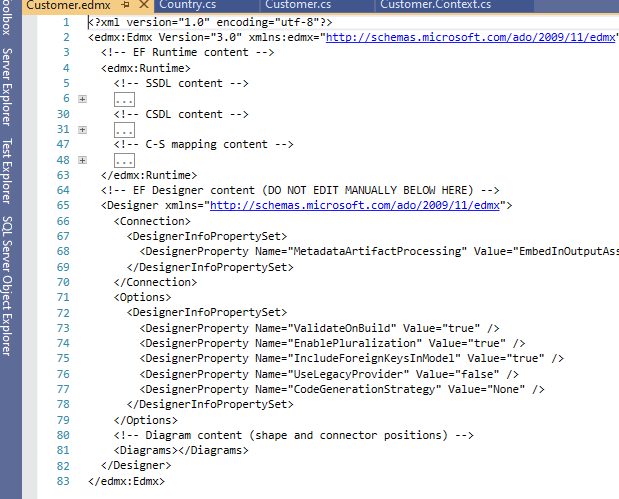 Customer.edmx
Country.cs
Customer.cs
Customer.Context.cs
Server Explorer
Test Explorer
SQL Server Object Explorer
1 <?xml version="1.0" encoding="utf-8"?>
2 <edmx:Edmx Version="3.0" xmlns:edmx="http://schemas.microsoft.com/ado/2009/11/edmx"
3 <!-- EF Runtime content -->
4 <edmx:Runtime>
5 <!-- SSDL content -->
6 ...
30 <!-- CSDL content -->
31 ...
47 <!-- C-S mapping content -->
48 ...
63 </edmx:Runtime>
64 <!-- EF Designer content (DO NOT EDIT MANUALLY BELOW HERE) -->
65 <Designer xmlns="http://schemas.microsoft.com/ado/2009/11/edmx">
66 <Connection>
67 <DesignerInfoPropertySet>
68 <DesignerProperty Name="MetadataArtifactProcessing" Value="EmbedInOutputAss
69 </DesignerInfoPropertySet>
70 </Connection>
71 <Options>
72 <DesignerInfoPropertySet>
73 <DesignerProperty Name="ValidateOnBuild" Value="true" />
74 <DesignerProperty Name="EnablePluralization" Value="true" />
75 <DesignerProperty Name="IncludeForeignKeysInModel" Value="true" />
76 <DesignerProperty Name="UseLegacyProvider" Value="false" />
77 <DesignerProperty Name="CodeGenerationStrategy" Value="None" />
78 </DesignerInfoPropertySet>
79 </Options>
80 <!-- Diagram content (shape and connector positions) -->
81 <Diagrams></Diagrams>
82 </Designer>
83 </edmx:Edmx>